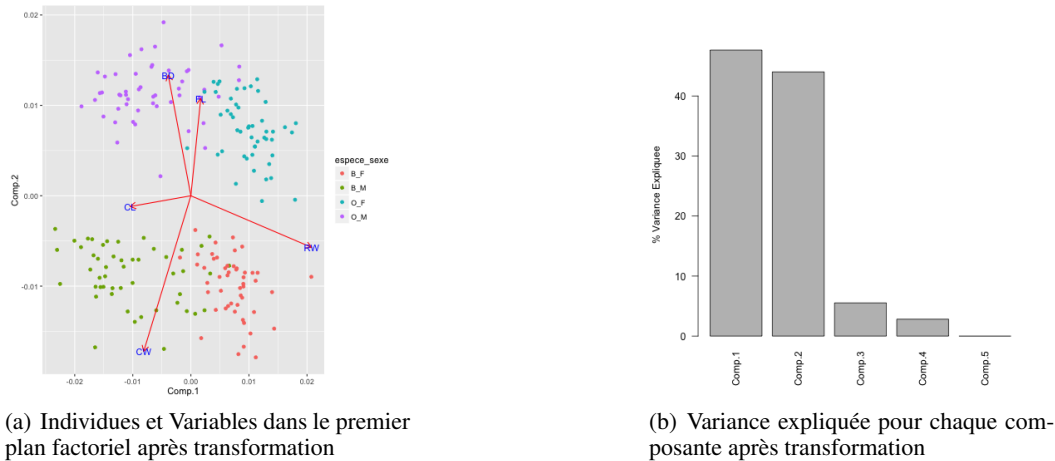 0.02
0.01
0.00
-0.01
Comp.2
-0.02
-0.01
0.00
0.01
0.02
Comp.1
BD
FL
CL
RW
CW
espece_sexe
B_F
B_M
O_F
O_M
% Variance Expliquee
40
30
20
10
0
Comp.1
Comp.2
Comp.3
Comp.4
Comp.5
(a) Individues et Variables dans le premier
plan factoriel après transformation
(b) Variance expliquée pour chaque com-
posante après transformation